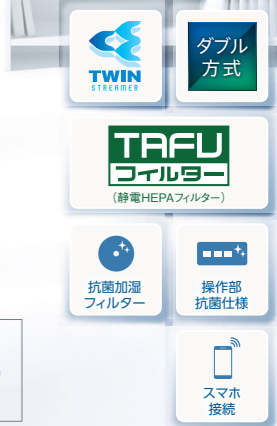 TWIN
STREAMER
ダブル
方式
TAFU
フィルター
(静電HEPAフィルター)
抗菌加湿
フィルター
操作部
抗菌仕様
スマホ
接続